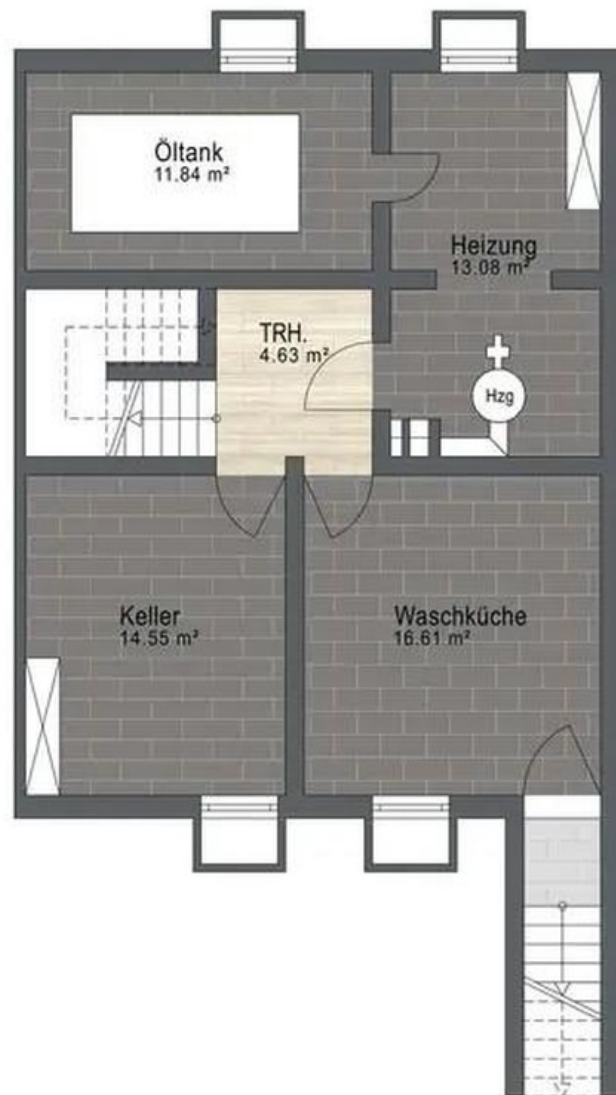 Öltank
11.84 m²
Heizung
13.08 m²
TRH.
4.63 m²
Hzg
Keller
14.55 m²
Waschküche
16.61 m²